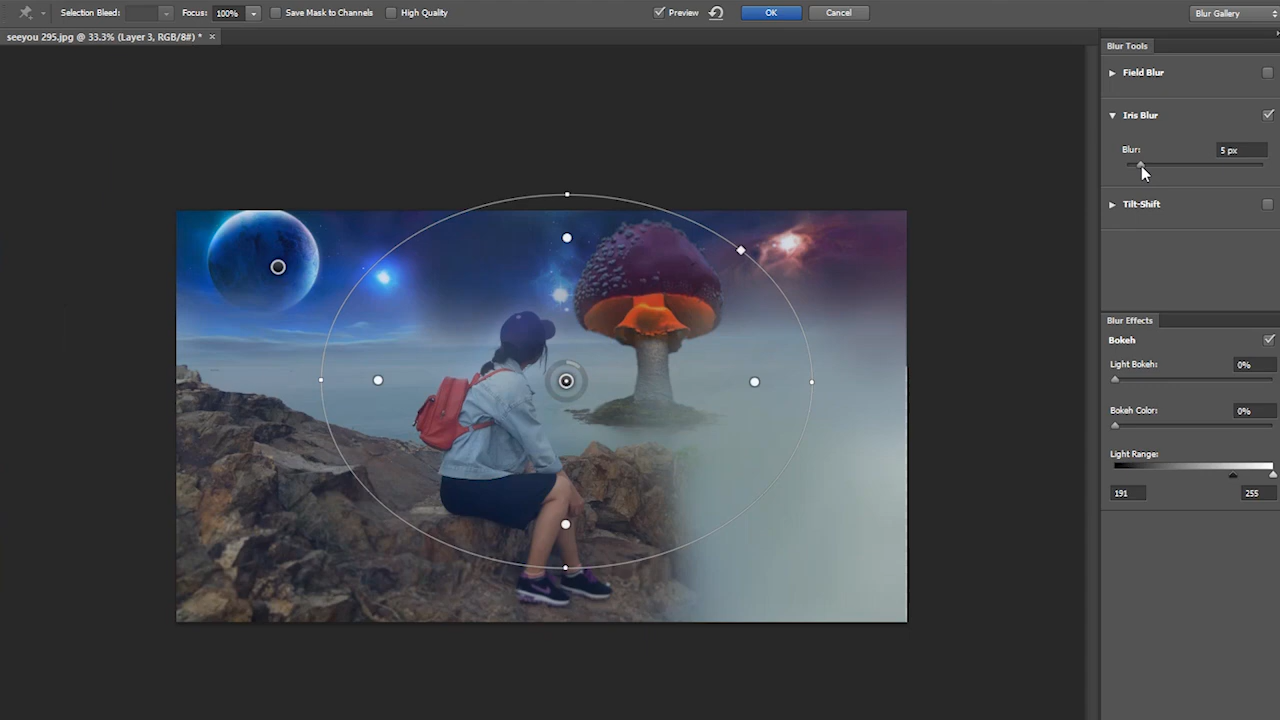 Selection Bleed:
Focus: 100%
Save Mask to Channels
High Quality
Preview
OK
Cancel
Blur Gallery
seeyou 295.jpg @ 33.3% (Layer 3, RGB/8#) * ×
Blur Tools
Field Blur
Iris Blur
Blur: 5 px
Tilt-Shift
Blur Effects
Bokeh
Light Bokeh: 0%
Bokeh Color: 0%
Light Range:
191 255